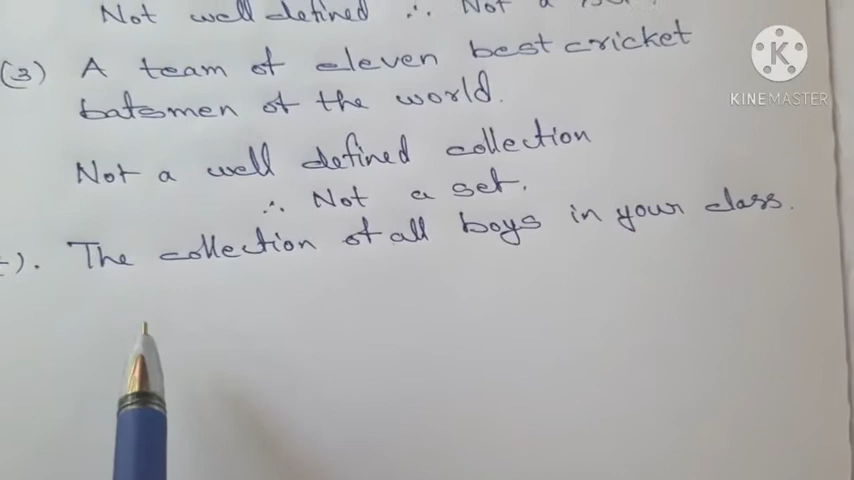 Not well defined ∴ Not a
(3) A team of eleven best cricket
batsmen of the world.
Not a well defined collection
∴ Not a set.
). The collection of all boys in your class.
KINEMASTER